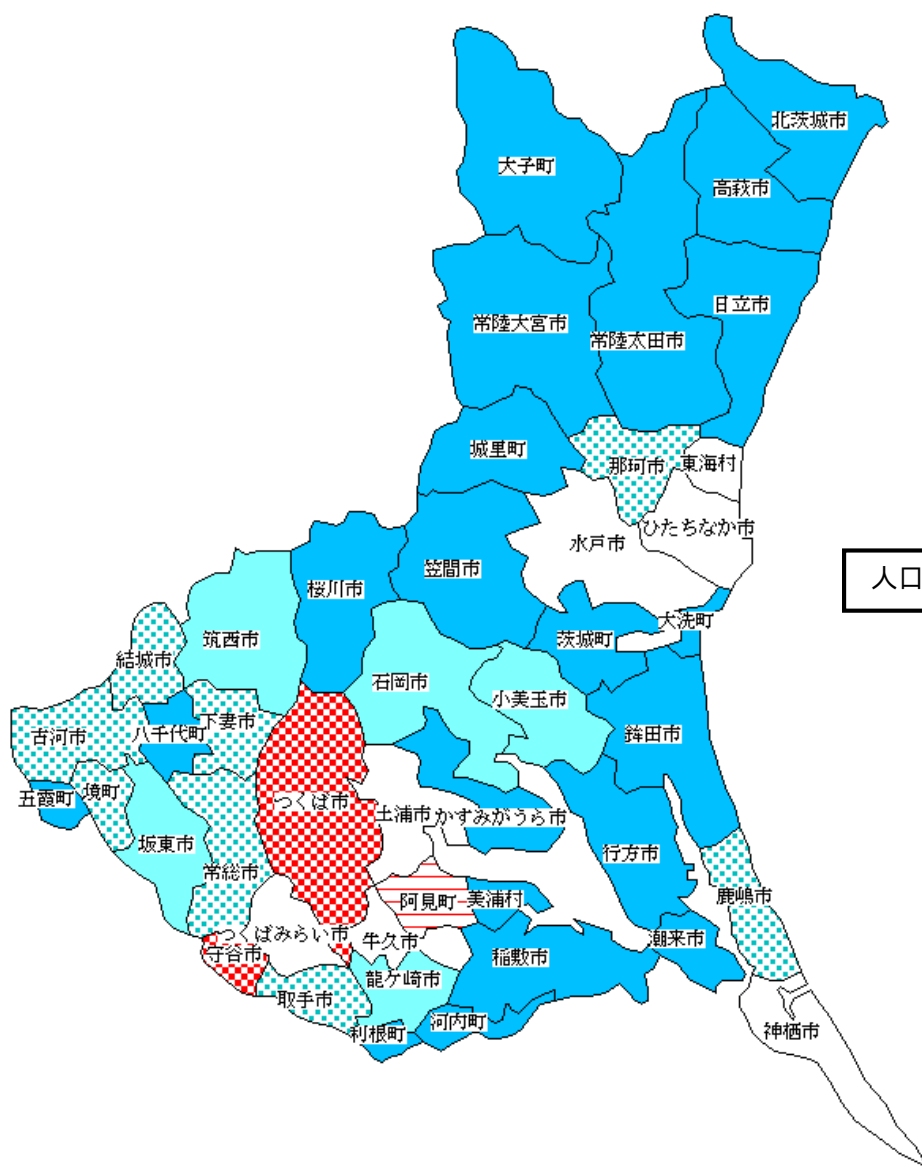 北茨城市
大子町
高萩市
日立市
常陸大宮市
常陸太田市
城里町
那珂市
東海村
ひたちなか市
水戸市
笠間市
桜川市
人口
大洗町
茨城町
筑西市
結城市
石岡市
小美玉市
下妻市
八千代町
古河市
鉾田市
五霞町
境町
つくば市
土浦市
かすみがうら市
坂東市
行方市
常総市
阿見町
美浦村
鹿嶋市
つくばみらい市
牛久市
潮来市
守谷市
稲敷市
龍ケ崎市
取手市
利根町
河内町
神栖市